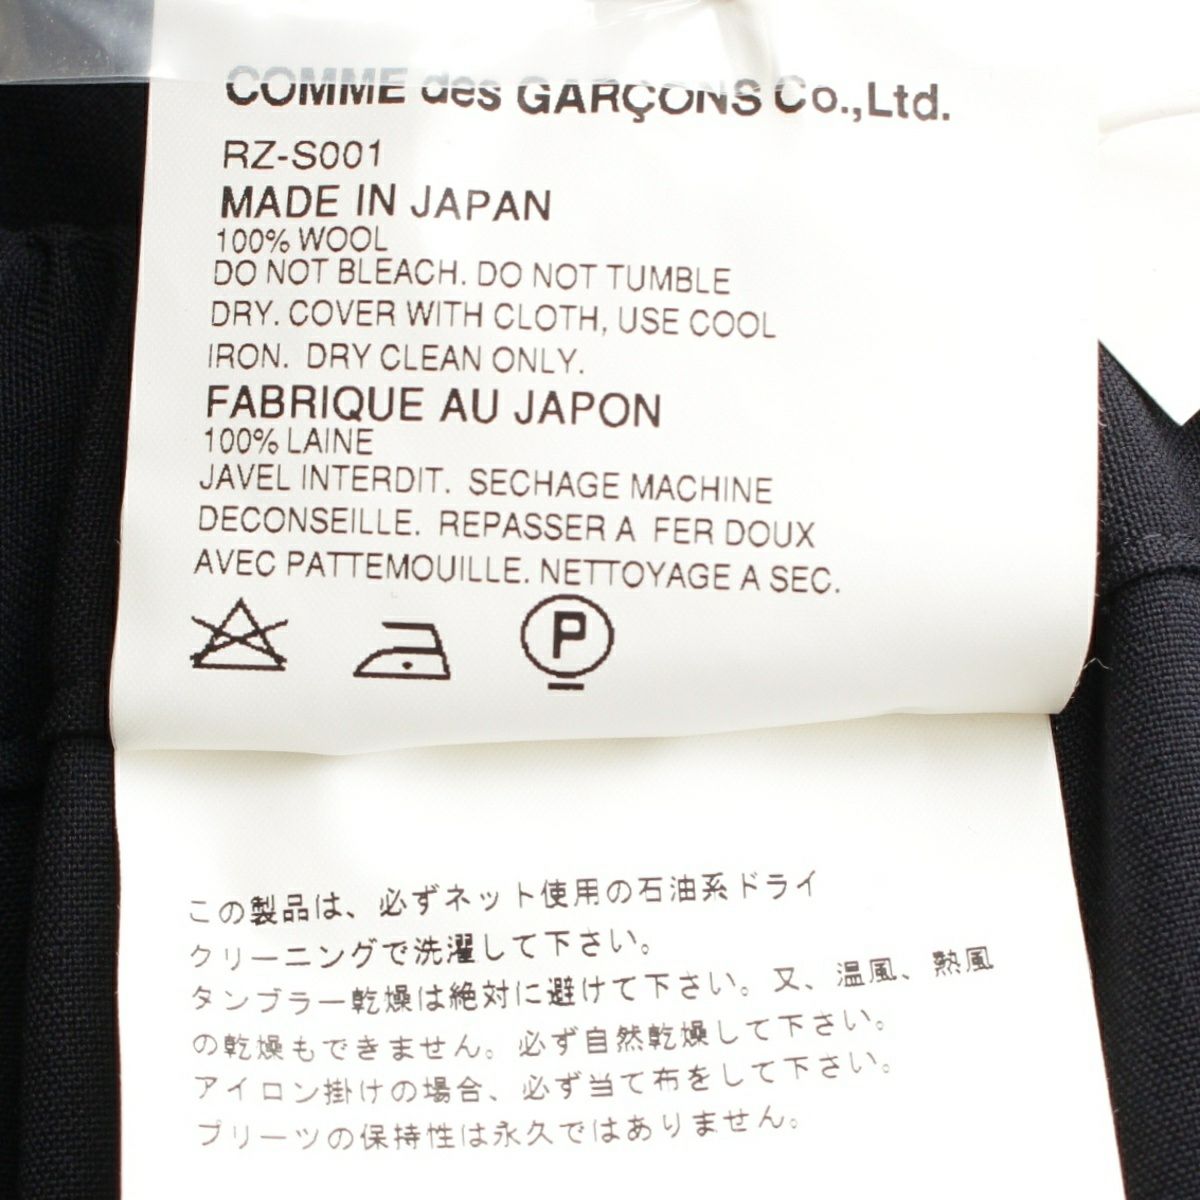 COMME des GARÇONS Co.,Ltd.
RZ-S001
MADE IN JAPAN
100% WOOL
DO NOT BLEACH. DO NOT TUMBLE
DRY. COVER WITH CLOTH, USE COOL
IRON. DRY CLEAN ONLY.
FABRIQUE AU JAPON
100% LAINE
JAVEL INTERDIT. SECHAGE MACHINE
DECONSEILLE. REPASSER A FER DOUX
AVEC PATTEMOUILLE. NETTOYAGE A SEC.
P
この製品は、必ずネット使用の石油系ドライ
クリーニングで洗濯して下さい。
タンブラー乾燥は絶対に避けて下さい。又、温風、熱風
の乾燥もできません。必ず自然乾燥して下さい。
アイロン掛けの場合、必ず当て布をして下さい。
プリーツの保持性は永久ではありません。